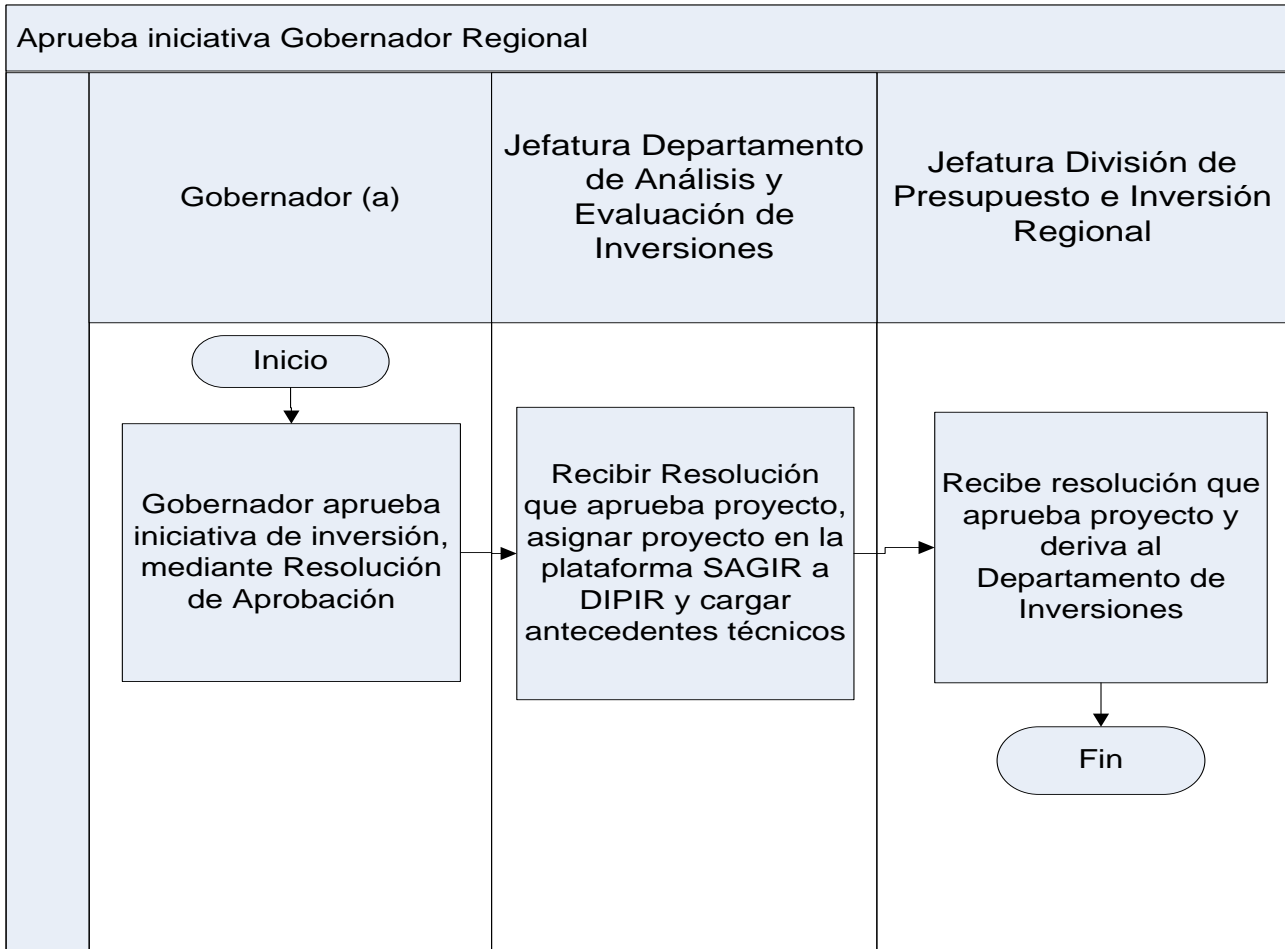 Aprueba iniciativa Gobernador Regional
Gobernador (a)
Jefatura Departamento
de Análisis y
Evaluación de
Inversiones
Jefatura División de
Presupuesto e Inversión
Regional
Inicio
Gobernador aprueba
iniciativa de inversión,
mediante Resolución
de Aprobación
Recibir Resolución
que aprueba proyecto,
asignar proyecto en la
plataforma SAGIR a
DIPIR y cargar
antecedentes técnicos
Recibe resolución que
aprueba proyecto y
deriva al
Departamento de
Inversiones
Fin